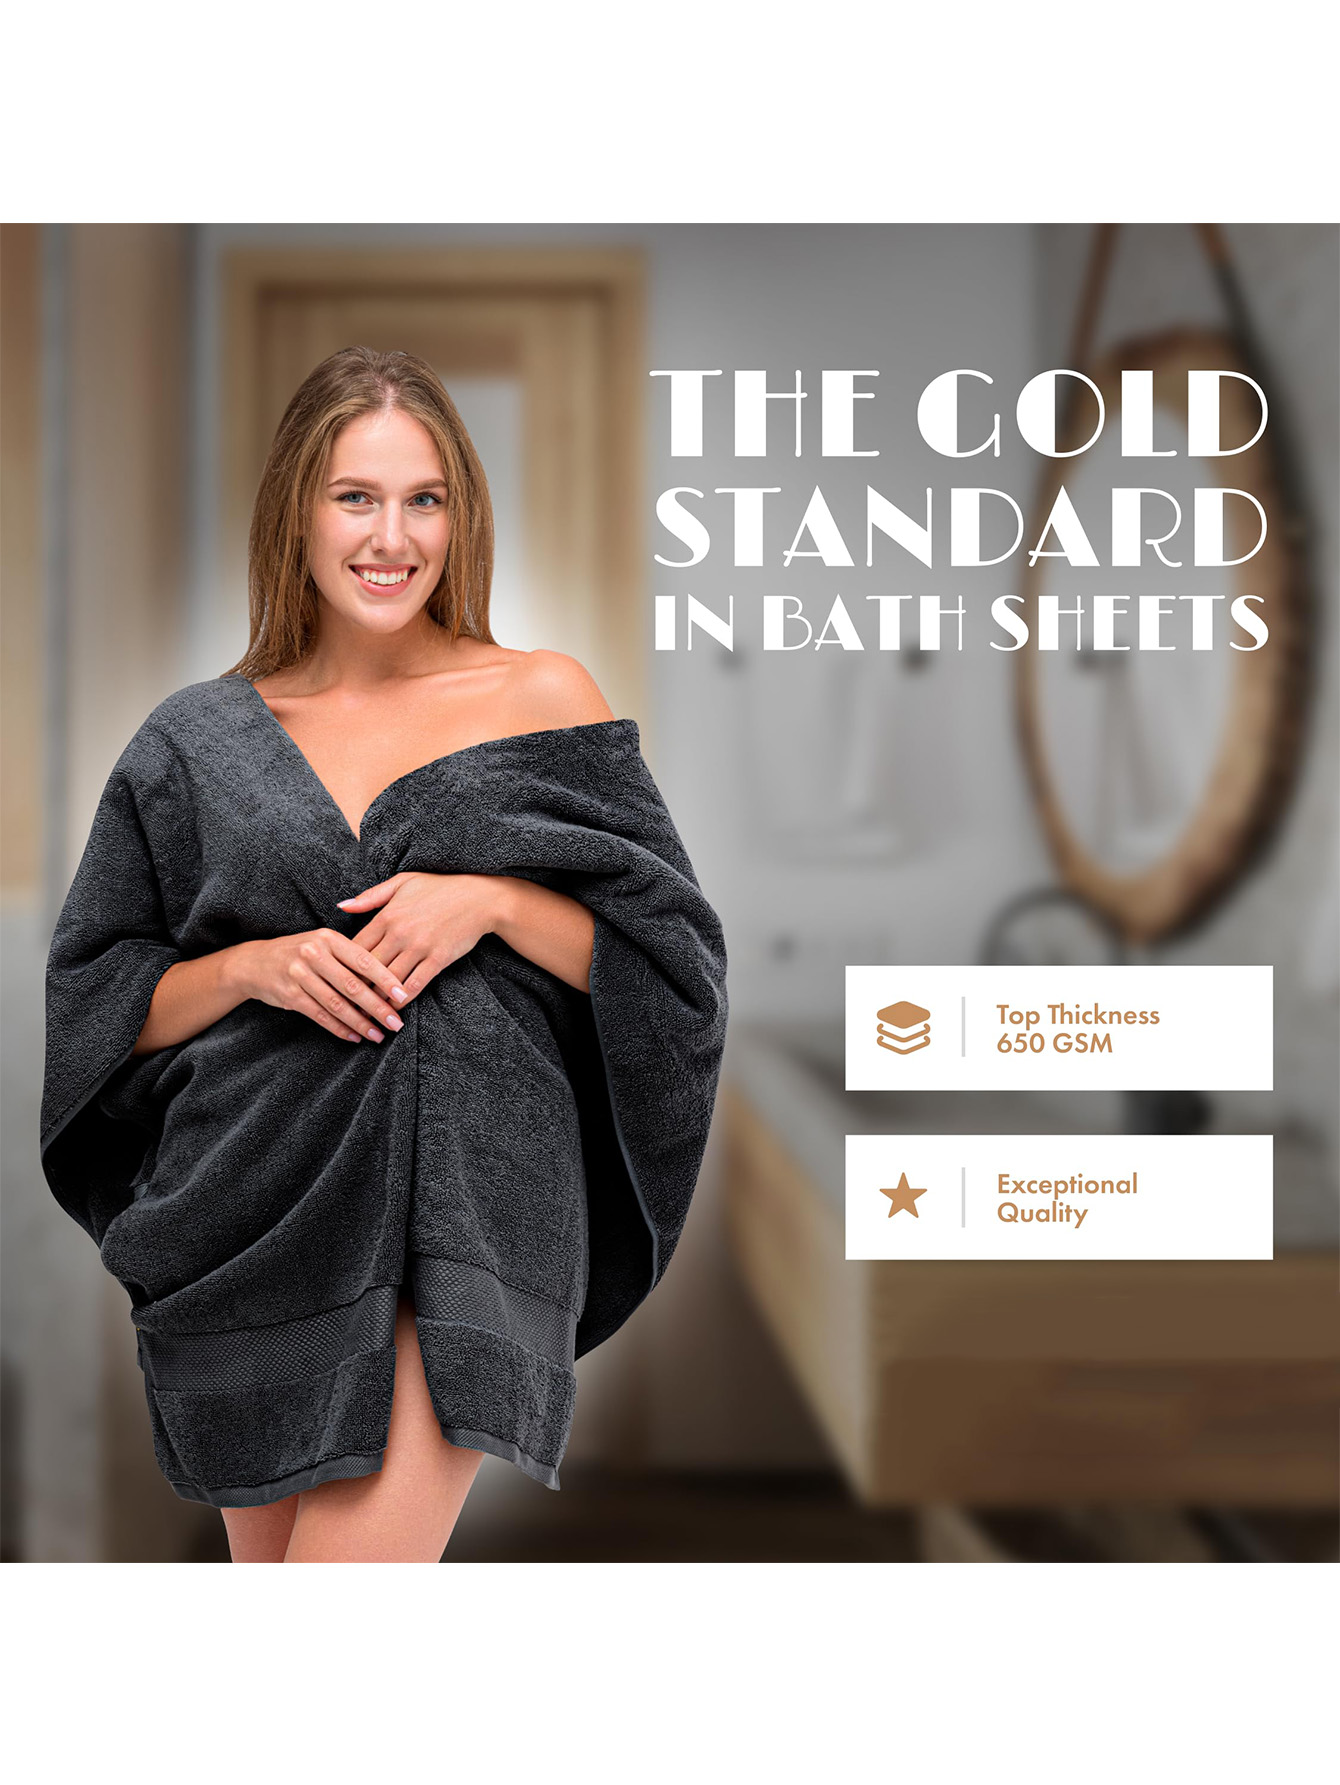 THE GOLD
STANDARD
IN BATH SHEETS
Top Thickness
650 GSM
Exceptional
Quality